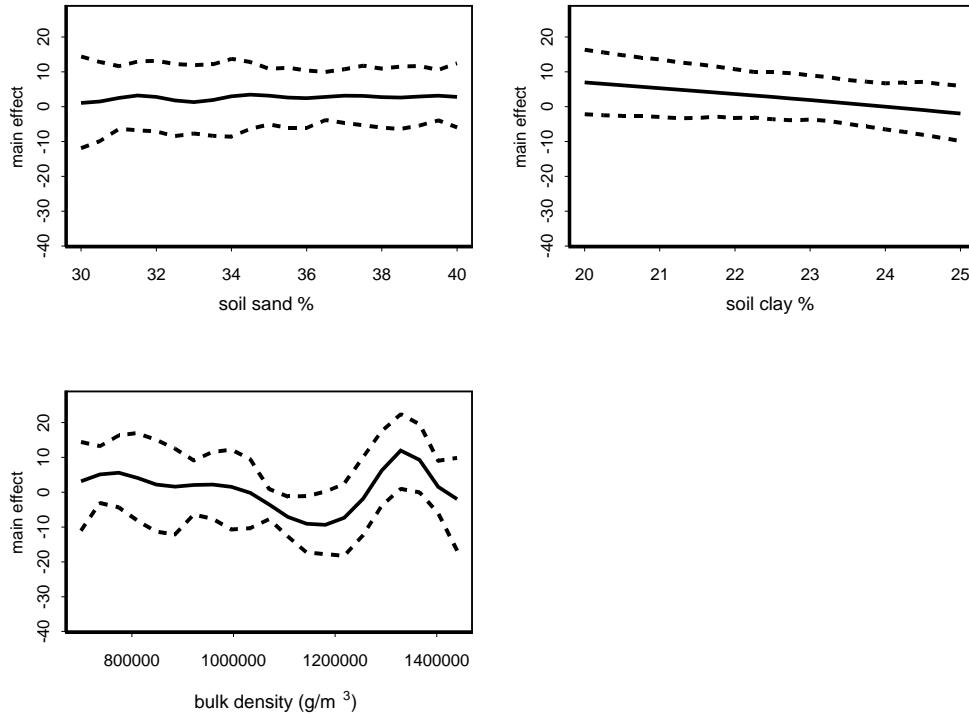 main effect
20
10
0
-10
-20
-30
-40
30 32 34 36 38 40
soil sand %
main effect
20
10
0
-10
-20
-30
-40
20 21 22 23 24 25
soil clay %
main effect
20
10
0
-10
-20
-30
-40
800000 1000000 1200000 1400000
bulk density (g/m ³)